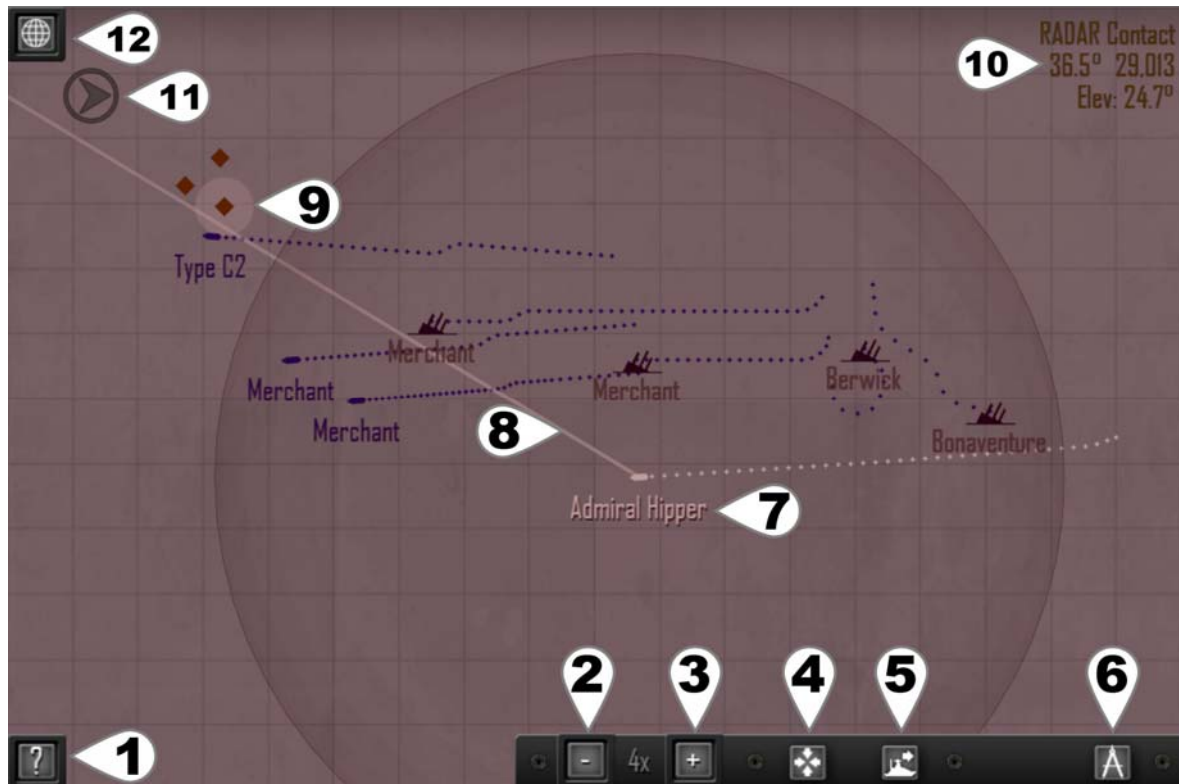 12
11
RADAR Contact
10
36.5° 29.013
Elev: 24.7°
9
Type C2
Merchant
Merchant
Merchant
Merchant
Berwick
Bonaventure
8
Admiral Hipper
7
2
3
4
5
6
1
?
-
4x
+